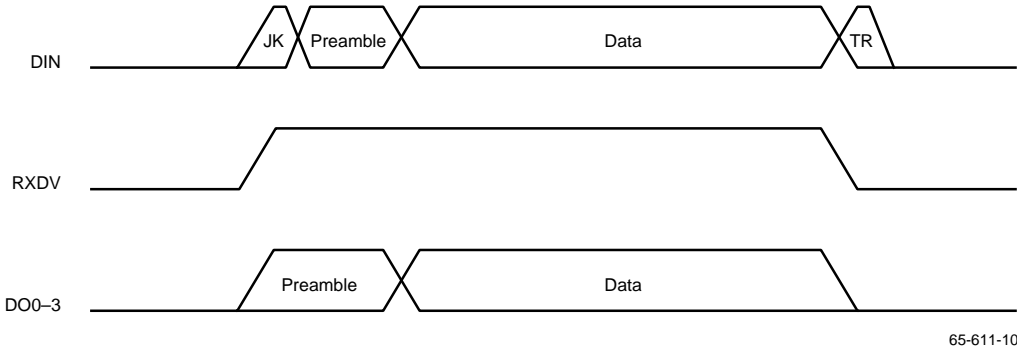 JK
Preamble
Data
TR
DIN
RXDV
Preamble
Data
DO0–3
65-611-10